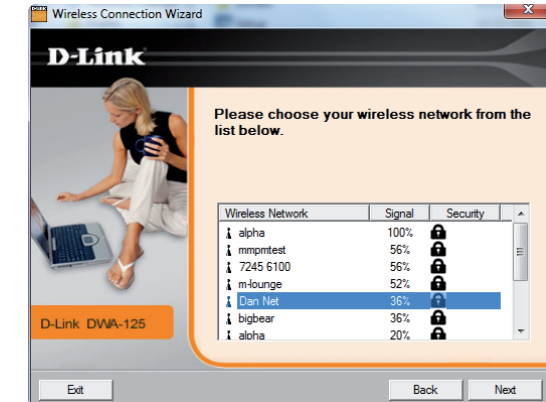 Wireless Connection Wizard
D-Link
Please choose your wireless network from the
list below.
Wireless Network Signal Security
alpha 100%
mmpmtest 56%
7245 6100 56%
m-lounge 52%
Dan Net 36%
bigbear 36%
alpha 20%
D-Link DWA-125
Exit Back Next